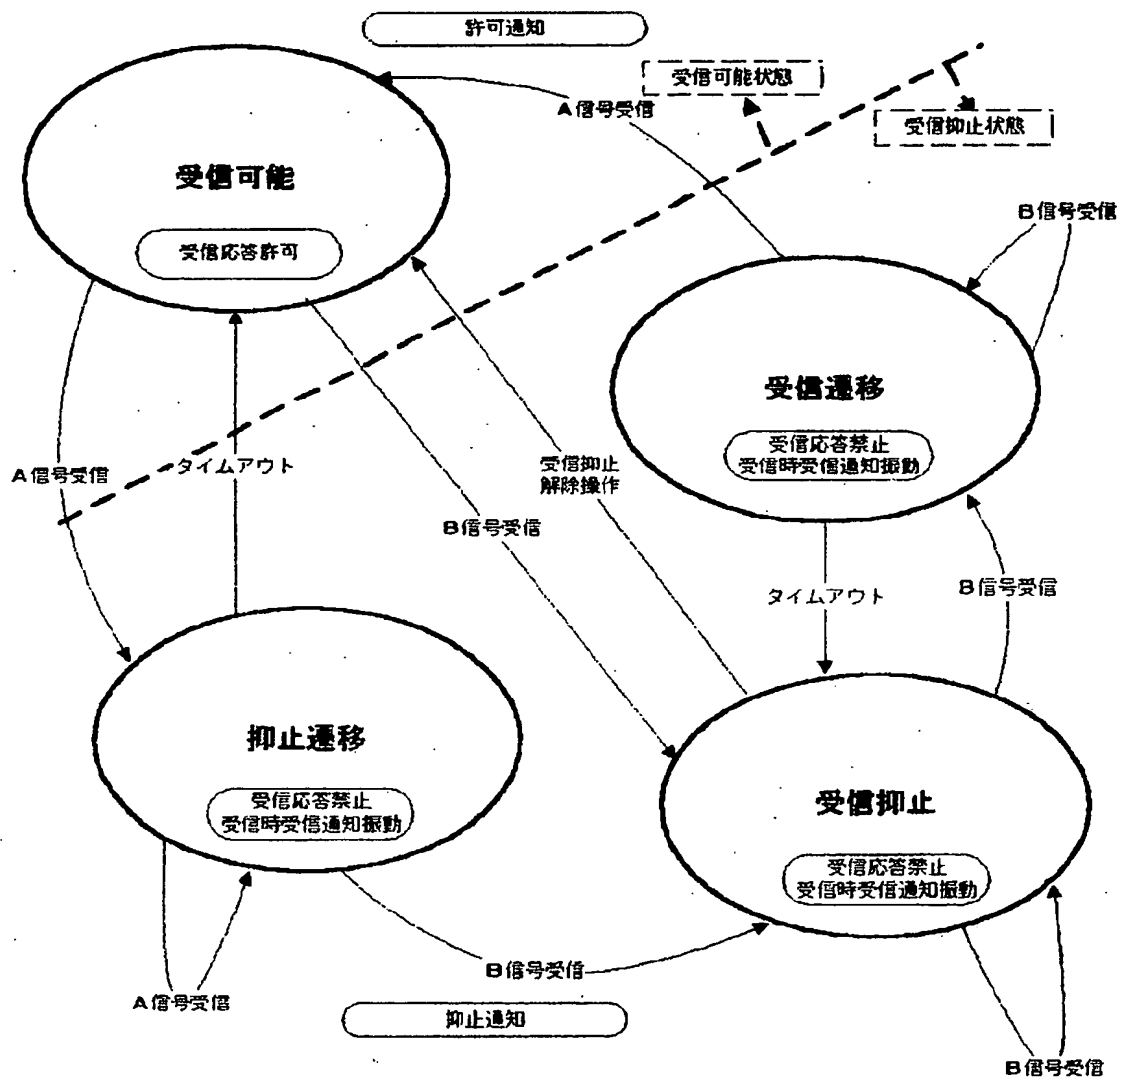 許可通知
受信可能状態
A信号受信
受信抑止状態
受信可能
B信号受信
受信応答許可
受信遷移
受信応答禁止
受信時受信通知振動
A信号受信
タイムアウト
受信抑止
解除操作
B信号受信
タイムアウト
B信号受信
抑止遷移
受信応答禁止
受信時受信通知振動
受信抑止
受信応答禁止
受信時受信通知振動
B信号受信
A信号受信
抑止通知
B信号受信